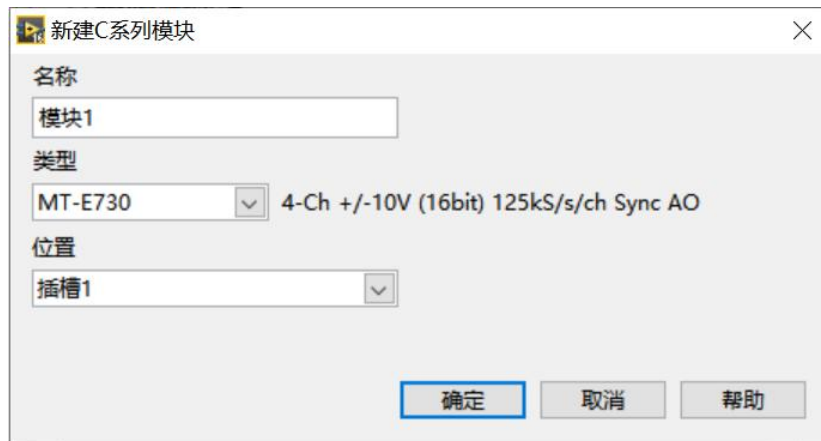 新建C系列模块
名称
模块1
类型
MT-E730 4-Ch +/-10V (16bit) 125kS/s/ch Sync AO
位置
插槽1
确定 取消 帮助